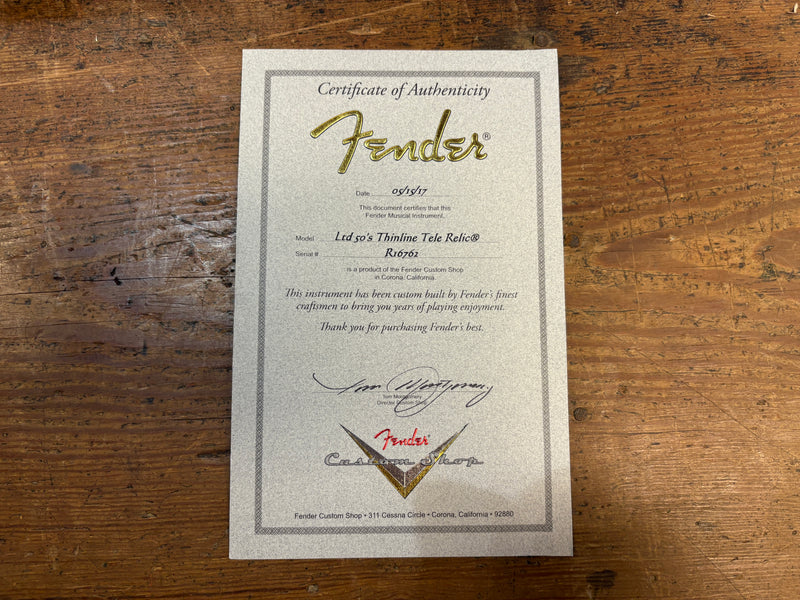 Certificate of Authenticity
Fender®
Date 05/15/17
This document certifies that this
Fender Musical Instrument.
Model Ltd 50's Thinline Tele Relic®
Serial # R16762
is a product of the Fender Custom Shop
in Corona, California
This instrument has been custom built by Fender's finest
craftsmen to bring you years of playing enjoyment.
Thank you for purchasing Fender's best.
Tom Montgomery
Tom Montgomery
Director Custom Shop
Fender®
Custom Shop
Fender Custom Shop • 311 Cessna Circle • Corona, California • 92880